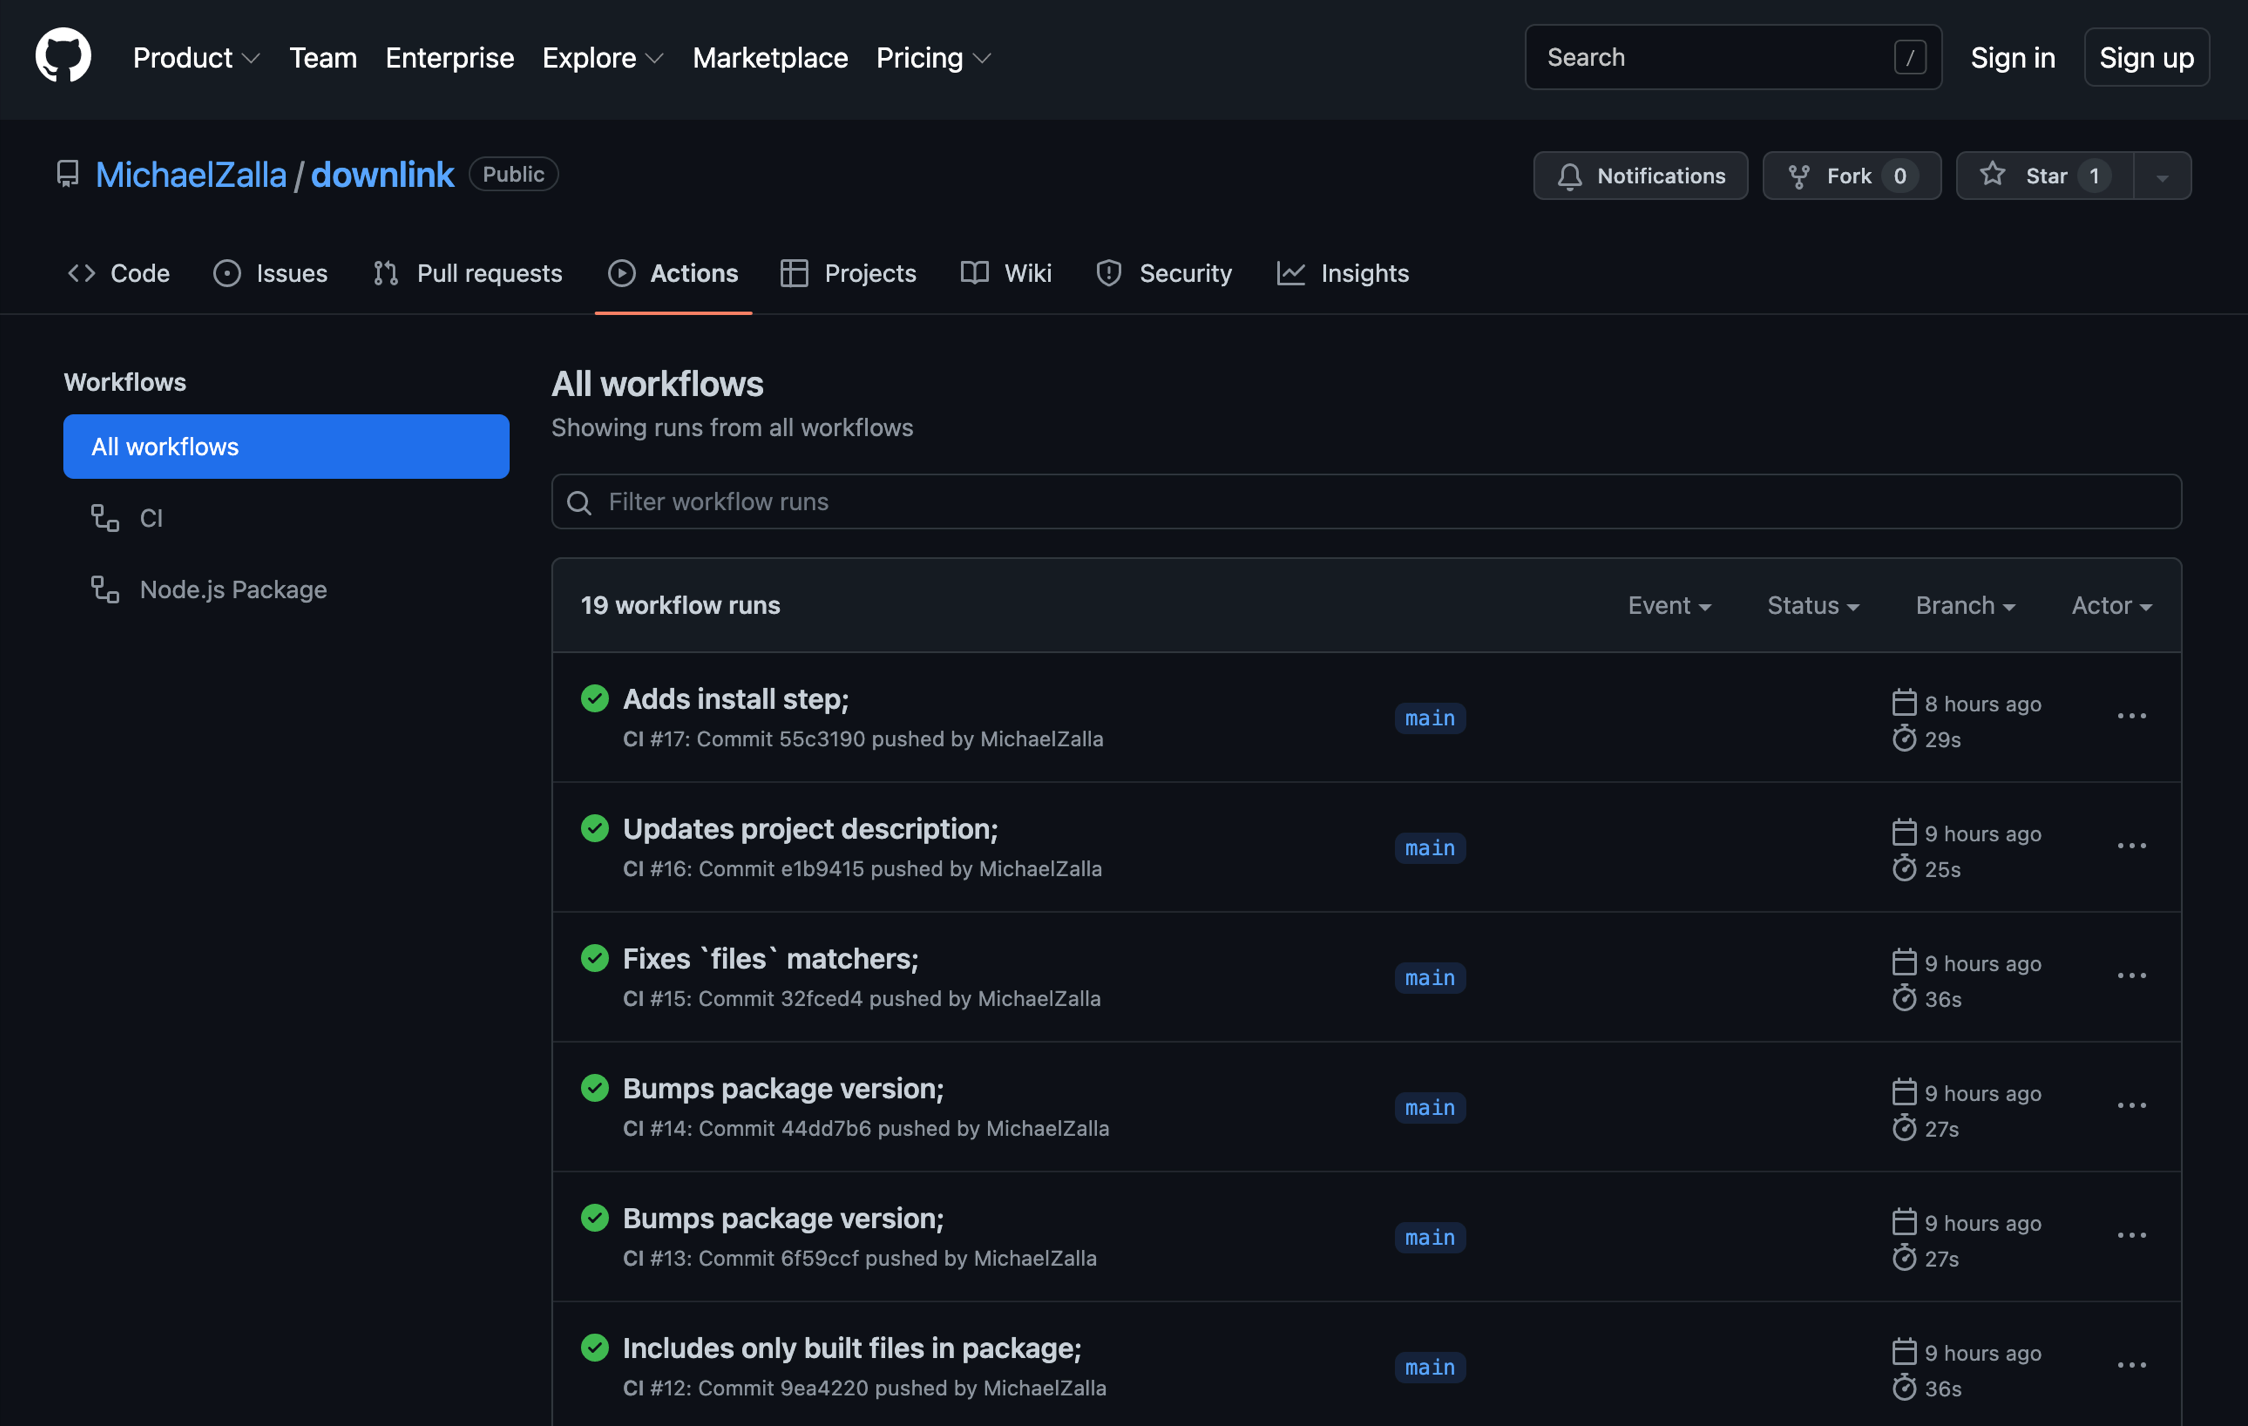 Product Team Enterprise Explore Marketplace Pricing Search / Sign in Sign up
MichaelZalla / downlink Public Notifications Fork 0 Star 1
Code Issues Pull requests Actions Projects Wiki Security Insights
Workflows
All workflows
CI
Node.js Package
All workflows
Showing runs from all workflows
Filter workflow runs
19 workflow runs Event Status Branch Actor
Adds install step;
CI #17: Commit 55c3190 pushed by MichaelZalla
main
8 hours ago
29s
Updates project description;
CI #16: Commit e1b9415 pushed by MichaelZalla
main
9 hours ago
25s
Fixes `files` matchers;
CI #15: Commit 32fced4 pushed by MichaelZalla
main
9 hours ago
36s
Bumps package version;
CI #14: Commit 44dd7b6 pushed by MichaelZalla
main
9 hours ago
27s
Bumps package version;
CI #13: Commit 6f59ccf pushed by MichaelZalla
main
9 hours ago
27s
Includes only built files in package;
CI #12: Commit 9ea4220 pushed by MichaelZalla
main
9 hours ago
36s